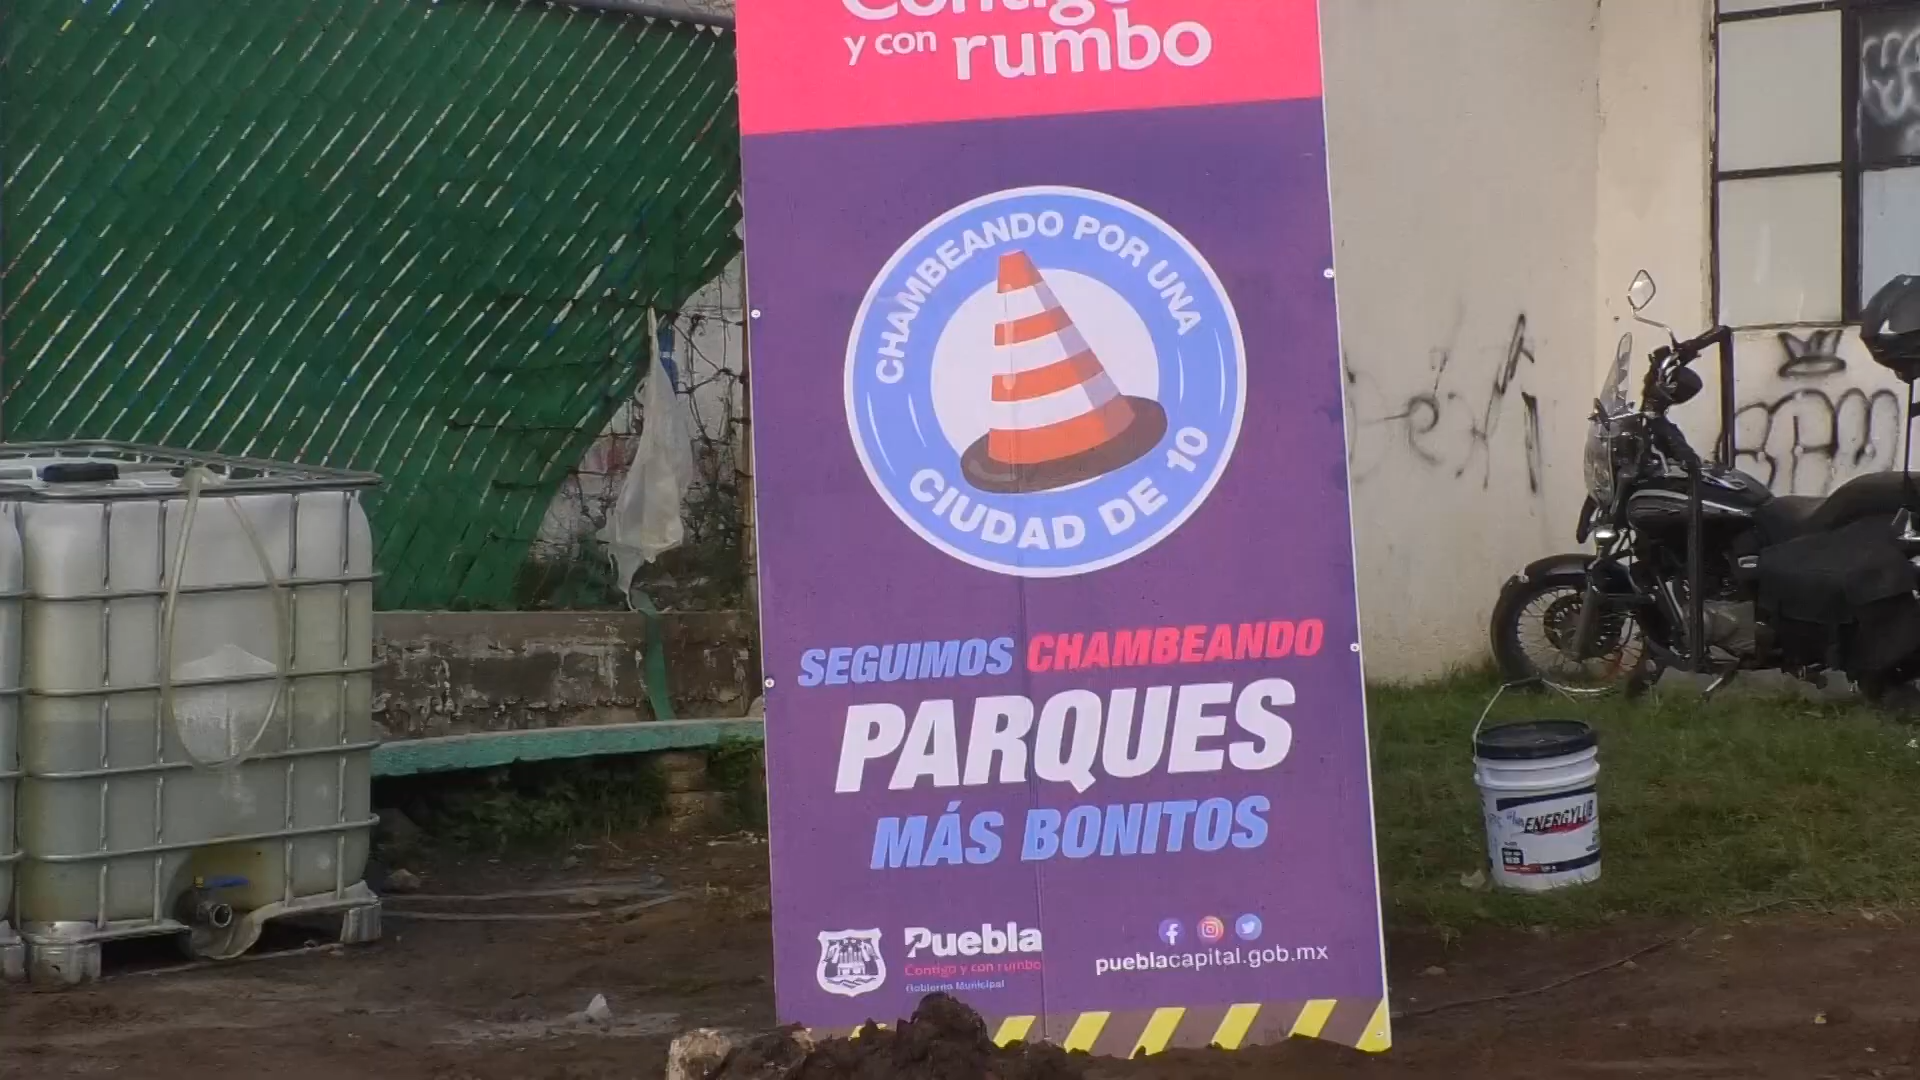 Contigo
y con rumbo
CHAMBEANDO POR UNA
CIUDAD DE 10
SEGUIMOS CHAMBEANDO
PARQUES
MÁS BONITOS
Puebla
Contigo y con rumbo
Gobierno Municipal
pueblacapital.gob.mx
ENERGYLUB